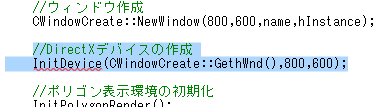 //ウィンドウ作成
CWindowCreate::NewWindow(800,600,name,hInstance);
//DirectXデバイスの作成
InitDevice(CWindowCreate::GethWnd(),800,600);
//ポリゴン表示環境の初期化
InitPolygonRender();